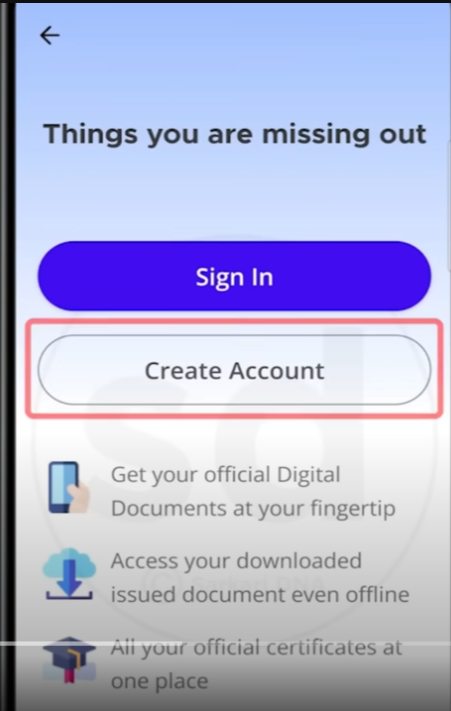 Things you are missing out
Sign In
Create Account
Get your official Digital
Documents at your fingertip
Access your downloaded
issued document even offline
All your official certificates at
one place